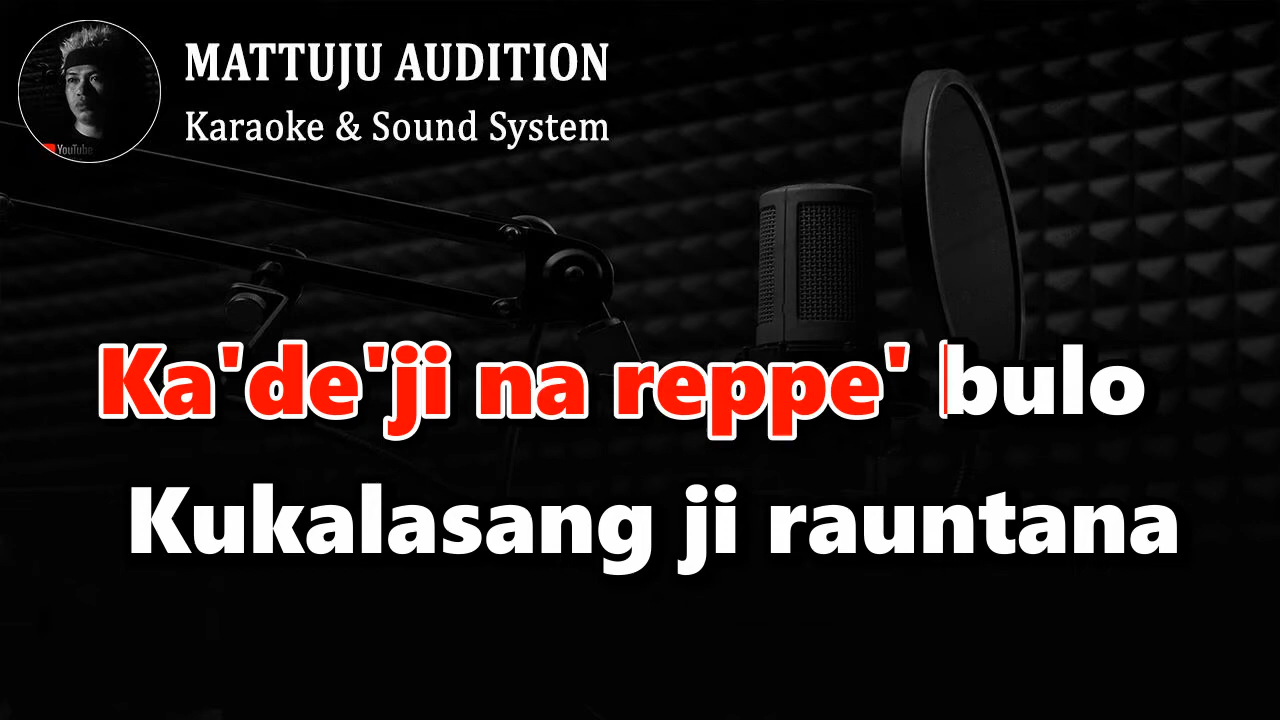 MATTUJU AUDITION
Karaoke & Sound System
YouTube
Ka'de'ji na reppe' bulo
Kukalasang ji rauntana